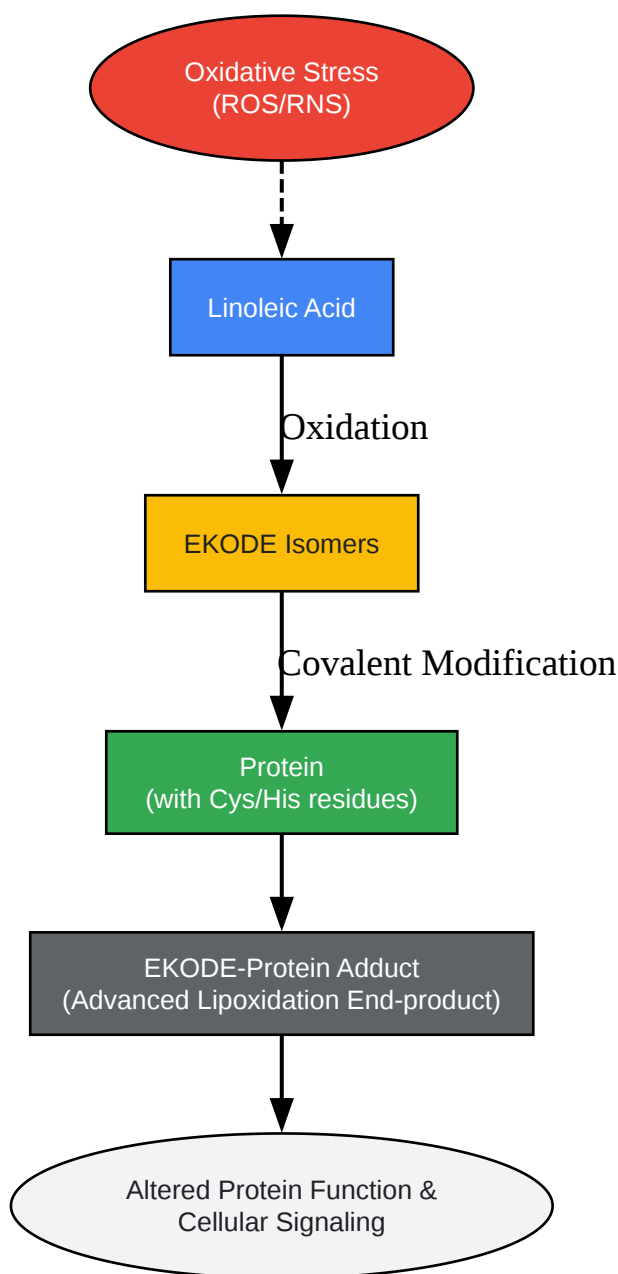 Oxidative Stress
(ROS/RNS)
Linoleic Acid
Oxidation
EKODE Isomers
Covalent Modification
Protein
(with Cys/His residues)
EKODE-Protein Adduct
(Advanced Lipoxidation End-product)
Altered Protein Function &
Cellular Signaling